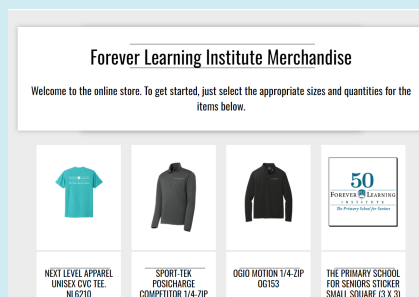 Forever Learning Institute Merchandise
Welcome to the online store. To get started, just select the appropriate sizes and quantities for the
items below.
50
FOREVER LEARNING
INSTITUTE
The Primary School for Seniors
NEXT LEVEL APPAREL
UNISEX CVC TEE.
NL6210
SPORT-TEK
POSICHARGE
COMPETITOR 1/4-ZIP
OGIO MOTION 1/4-ZIP
OG153
THE PRIMARY SCHOOL
FOR SENIORS STICKER
SMALL SQUARE (3 X 3)